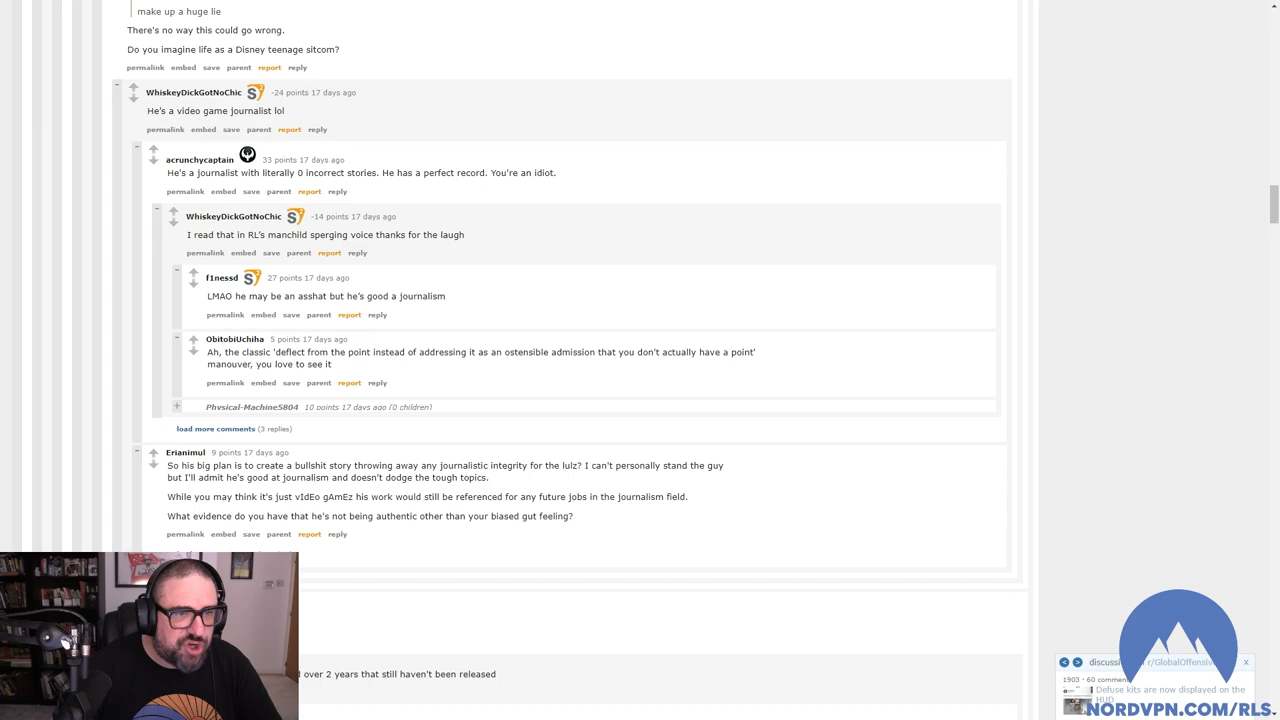 make up a huge lie
There's no way this could go wrong.
Do you imagine life as a Disney teenage sitcom?
permalink embed save parent report reply
WhiskeyDickGotNoChic -24 points 17 days ago
He's a video game journalist lol
permalink embed save parent report reply
acrunchycaptain 33 points 17 days ago
He's a journalist with literally 0 incorrect stories. He has a perfect record. You're an idiot.
permalink embed save parent report reply
WhiskeyDickGotNoChic -14 points 17 days ago
I read that in RL's manchild sperging voice thanks for the laugh
permalink embed save parent report reply
f1nessd 27 points 17 days ago
LMAO he may be an asshat but he's good a journalism
permalink embed save parent report reply
ObitobiUchiha 5 points 17 days ago
Ah, the classic 'deflect from the point instead of addressing it as an ostensible admission that you don't actually have a point'
manouver, you love to see it
permalink embed save parent report reply
Physical-Machine5804 10 points 17 days ago (0 children)
load more comments (3 replies)
Erianimul 9 points 17 days ago
So his big plan is to create a bullshit story throwing away any journalistic integrity for the lulz? I can't personally stand the guy
but I'll admit he's good at journalism and doesn't dodge the tough topics.
While you may think it's just vIdEo gAmEz his work would still be referenced for any future jobs in the journalism field.
What evidence do you have that he's not being authentic other than your biased gut feeling?
permalink embed save parent report reply
over 2 years that still haven't been released
r/GlobalOffensiv X
1903 · 60 comm
Defuse kits are now displayed on the
HUD
NORDVPN.COM/RLS